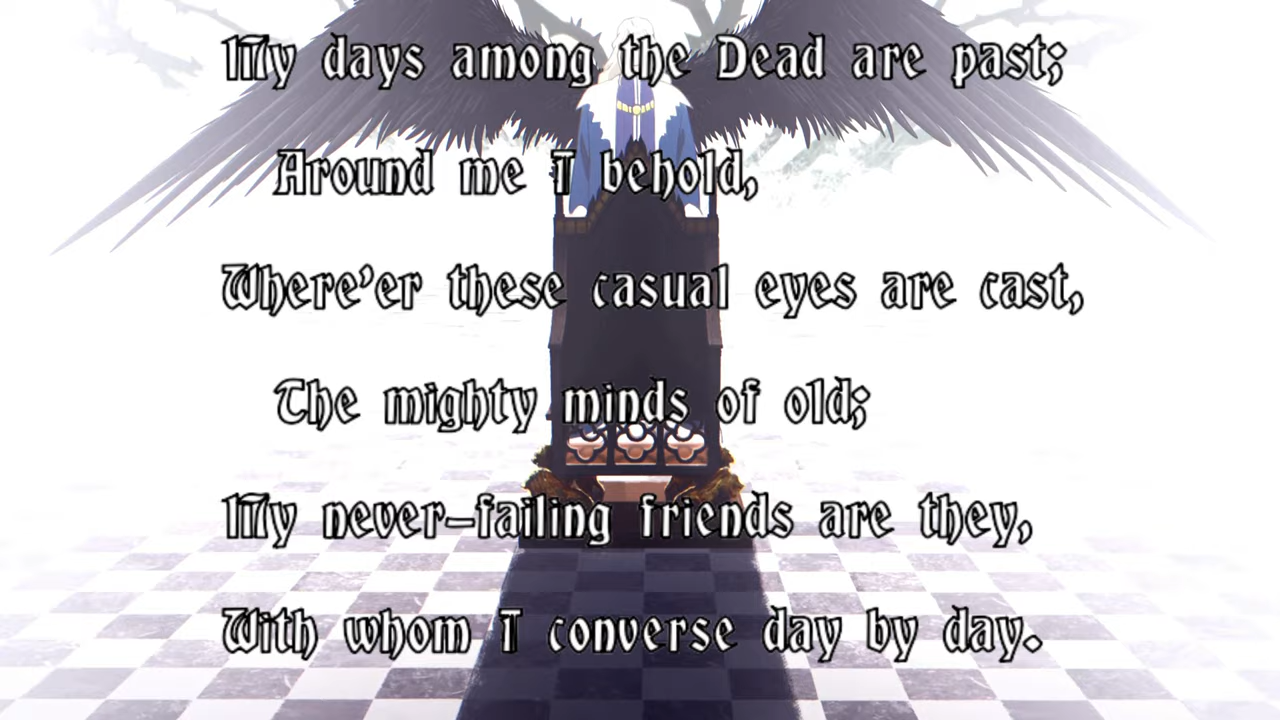 My days among the Dead are past;
Around me I behold,
Where'er these casual eyes are cast,
The mighty minds of old;
My never-failing friends are they,
With whom I converse day by day.